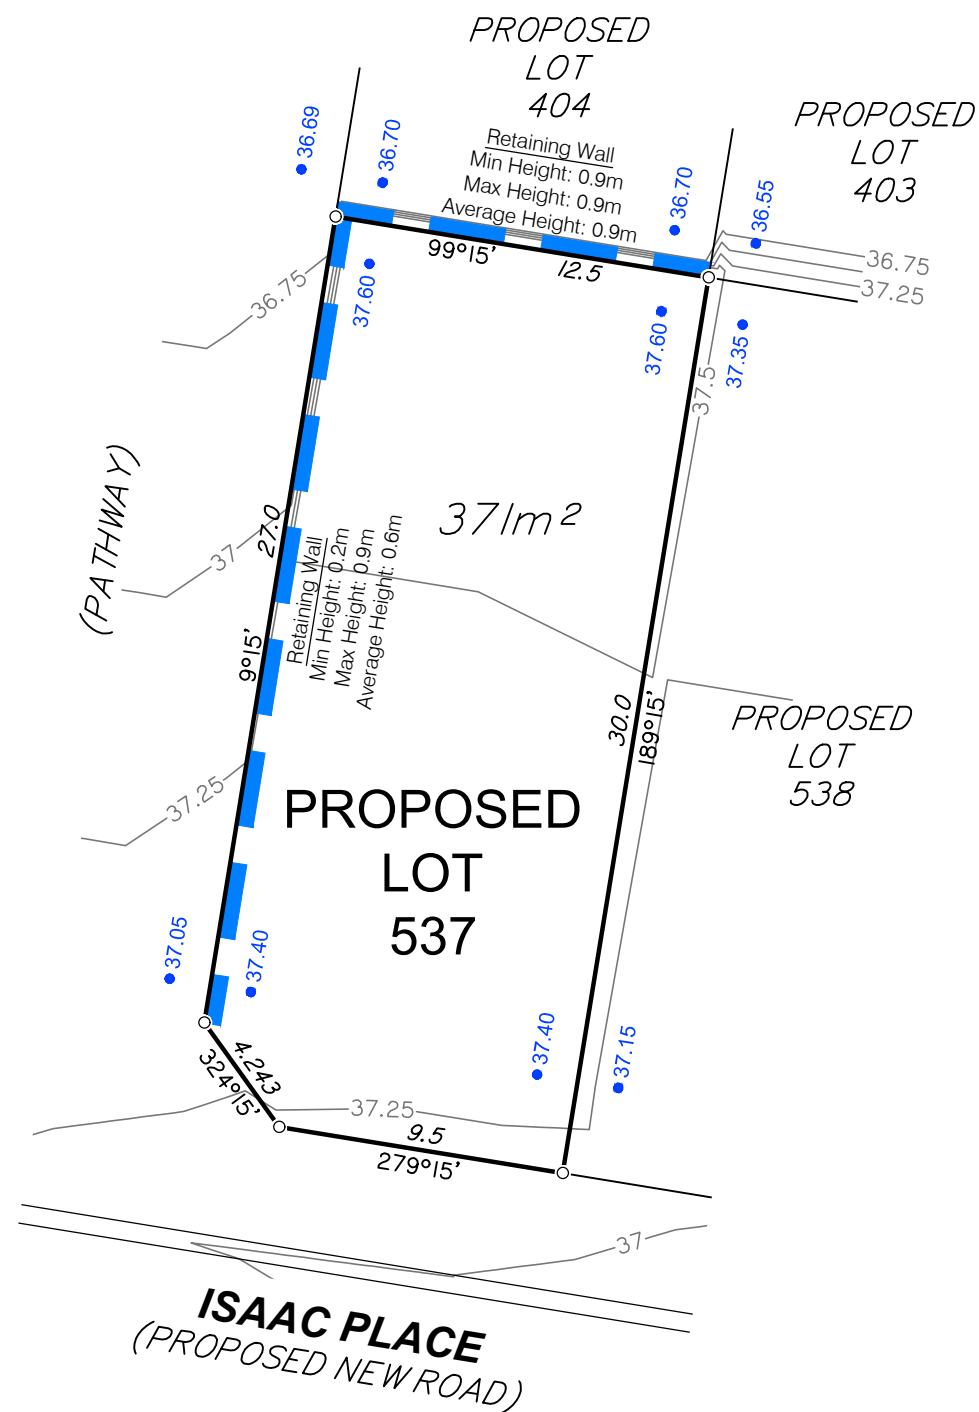 PROPOSED
LOT
404
PROPOSED
LOT
403
36.69
36.70
Retaining Wall
Min Height: 0.9m
Max Height: 0.9m
Average Height: 0.9m
36.70
36.55
99°15'
12.5
36.75
37.25
36.75
37.60
37.60
37.35
37.5
(PATHWAY)
371m²
27.0
37
Retaining Wall
Min Height: 0.2m
Max Height: 0.9m
Average Height: 0.6m
9°15'
30.0
189°15'
PROPOSED
LOT
538
37.25
PROPOSED
LOT
537
37.05
37.40
37.40
37.15
4.243
324°15'
37.25
9.5
279°15'
37
ISAAC PLACE
(PROPOSED NEW ROAD)